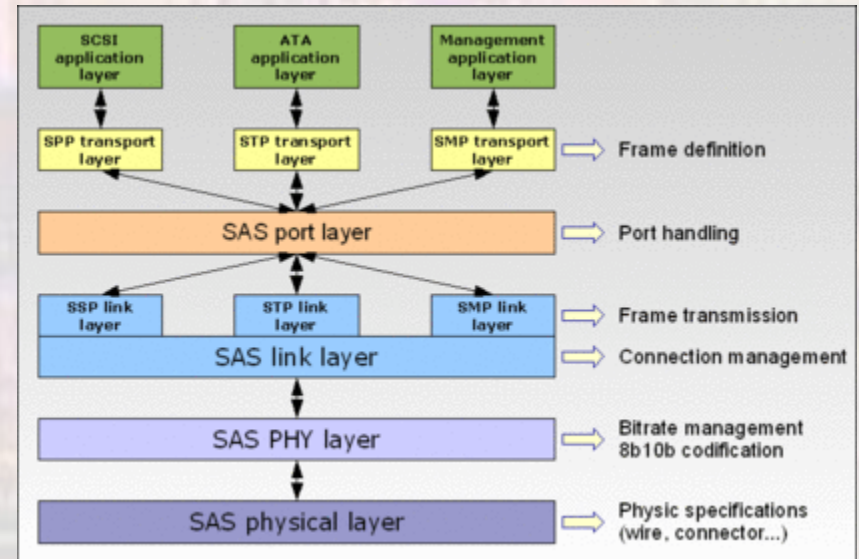 SCSI
application
layer
ATA
application
layer
Management
application
layer
SPP transport
layer
STP transport
layer
SMP transport
layer
Frame definition
SAS port layer
Port handling
SSP link
layer
STP link
layer
SMP link
layer
Frame transmission
SAS link layer
Connection management
SAS PHY layer
Bitrate management
8b10b codification
SAS physical layer
Physic specifications
(wire, connector...)